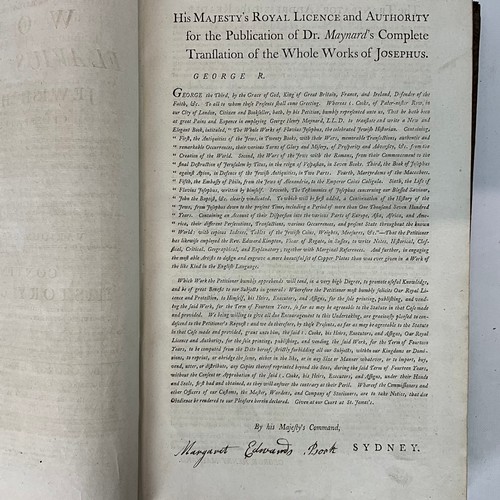 His Majesty's Royal Licence and Authority
for the Publication of Dr. Maynard's Complete
Translation of the Whole Works of Josephus.
GEORGE R.
GEORGE the Third, by the Grace of God, King of Great Britain, France, and Ireland, Defender of the
Faith, &c. To all to whom these Presents shall come Greeting. Whereas J. Cooke, of Pater-noster Row, in
our City of London, Citizen and Bookseller, hath, by his Petition, humbly represented unto us, That he hath been
at great Pains and Expence in employing George Henry Maynard, L L. D. to translate and write a New and
Elegant Book, intituled, "The Whole Works of Flavius Josephus, the celebrated Jewish Historian. Containing,
" First, the Antiquities of the Jews, in Twenty Books, with their Wars, memorable Transactions, authentic and
" remarkable Occurrences, their various Turns of Glory and Misery, of Prosperity and Adversity, &c. from the
" Creation of the World. Second, the Wars of the Jews with the Romans, from their Commencement to the
" final Destruction of Jerusalem by Titus, in the reign of Vespasian, in Seven Books. Third, the Book of Josephus
" against Apion, in Defence of the Jewish Antiquities, in Two Parts. Fourth, Martyrdom of the Maccabees.
" Fifth, the Embassy of Philo, from the Jews of Alexandria, to the Emperor Caius Caligula. Sixth, the Life of
" Flavius Josephus, written by himself. Seventh, The Testimonies of Josephus concerning our Blessed Saviour,
" John the Baptist, &c. clearly vindicated. To which will be first added, a Continuation of the History of the
" Jews, from Josephus down to the present Time, including a Period of more than One Thousand Seven Hundred
" Years. Containing an Account of their Dispersion into the various Parts of Europe, Asia, Africa, and Ame-
" rica, their different Persecutions, Transactions, various Occurrences, and present State throughout the known
" World: with copious Indexes, Tables of the Jewish Coins, Weights, Measures, &c."—That the Petitioner
has likewise employed the Rev. Edward Kimpton, Vicar of Rogate, in Sussex, to write Notes, Historical, Clas-
sical, Critical, Geographical, and Explanatory, together with Marginal References. And further, in engaging
the most able Artists to design and engrave a more beautiful set of Copper Plates than was ever given in a Work of
the like Kind in the English Language.
Which Work the Petitioner humbly apprehends will tend, in a very high Degree, to promote useful Knowledge,
and be of great Benefit to our Subjects in general: Wherefore the Petitioner most humbly solicits Our Royal Li-
cence and Protection, to Himself, his Heirs, Executors, and Assigns, for the sole printing, publishing, and vend-
ing the said Work, for the Term of Fourteen Years, in as far as may be agreeable to the Statute in that Case made
and provided. We being willing to give all due Encouragement to this Undertaking, are graciously pleased to con-
descend to the Petitioner's Request: and we do therefore, by these Presents, so far as may be agreeable to the Statute
in that Case made and provided, grant unto him, the said J. Cooke, his Heirs, Executors, and Assigns, Our Royal
Licence and Authority, for the sole printing, publishing, and vending the said Work, for the Term of Fourteen
Years, to be computed from the Date hereof, strictly forbidding all our Subjects, within our Kingdoms or Domi-
nions, to reprint, or abridge the same, either in the like, or in any Size or Manner whatever, or to import, buy,
vend, utter, or distribute, any Copies thereof reprinted beyond the Seas, during the said Term of Fourteen Years,
without the Consent or Approbation of the said J. Cooke, his Heirs, Executors, and Assigns, under their Hands
and Seals, first had and obtained, as they will answer the contrary at their Peril. Whereof the Commissioners and
other Officers of our Customs, the Master, Wardens, and Company of Stationers, are to take Notice, that due
Obedience be rendered to our Pleasure herein declared. Given at our Court at St. James's.
By his Majesty's Command,
Margaret Edwards Book SYDNEY.